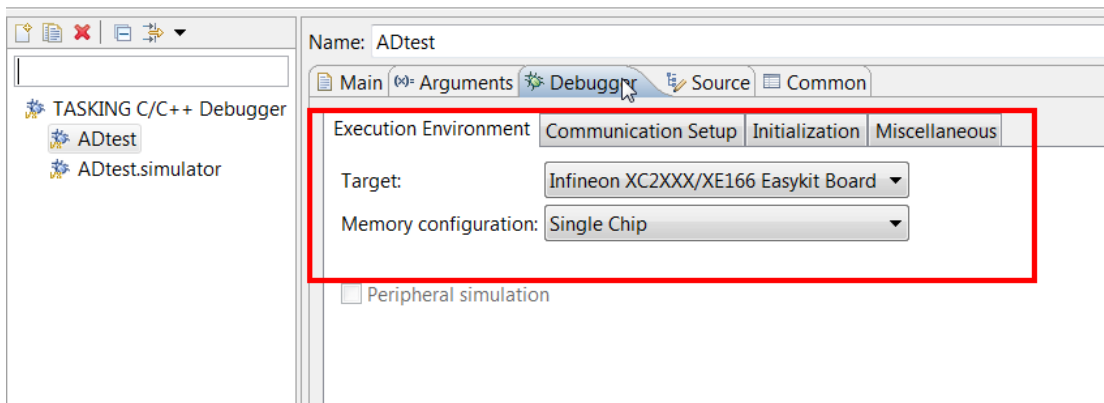 Name: ADtest
Main (x)= Arguments Debugger Source Common
TASKING C/C++ Debugger
ADtest
ADtest.simulator
Execution Environment Communication Setup Initialization Miscellaneous
Target: Infineon XC2XXX/XE166 Easykit Board
Memory configuration: Single Chip
Peripheral simulation